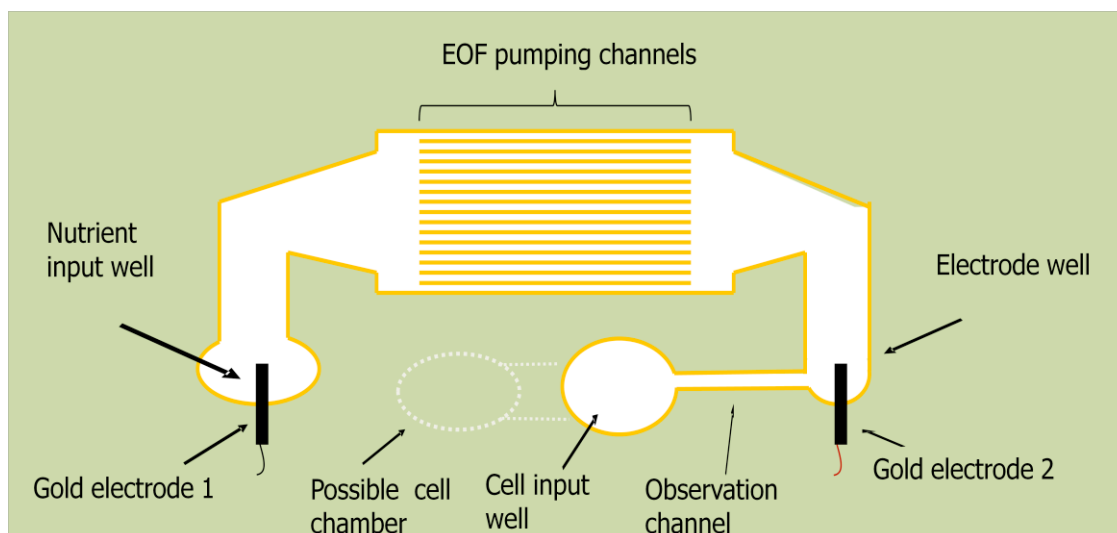 EOF pumping channels
Nutrient
input well
Electrode well
Gold electrode 1
Possible cell
chamber
Cell input
well
Observation
channel
Gold electrode 2